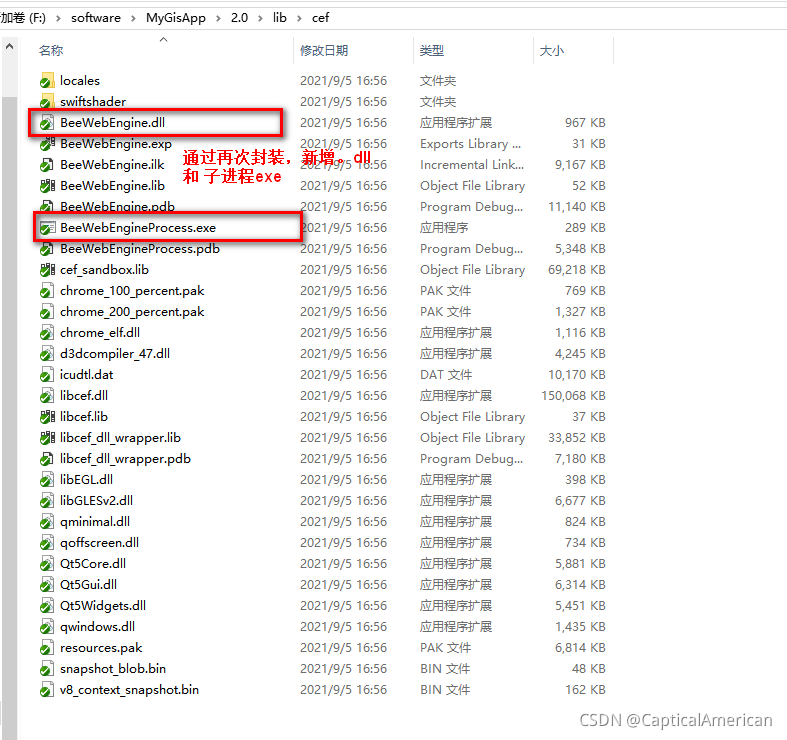 加卷 (F:) › software › MyGisApp › 2.0 › lib › cef
名称 修改日期 类型 大小
locales 2021/9/5 16:56 文件夹
swiftshader 2021/9/5 16:56 文件夹
BeeWebEngine.dll 2021/9/5 16:56 应用程序扩展 967 KB
BeeWebEngine.exp 2021/9/5 16:56 Exports Library ... 31 KB
通过再次封装，新增。dll
BeeWebEngine.ilk 2021/9/5 16:56 Incremental Link... 9,167 KB
和 子进程exe
BeeWebEngine.lib 2021/9/5 16:56 Object File Library 52 KB
BeeWebEngine.pdb 2021/9/5 16:56 Program Debug... 11,140 KB
BeeWebEngineProcess.exe 2021/9/5 16:56 应用程序 289 KB
BeeWebEngineProcess.pdb 2021/9/5 16:56 Program Debug... 5,348 KB
cef_sandbox.lib 2021/9/5 16:56 Object File Library 69,218 KB
chrome_100_percent.pak 2021/9/5 16:56 PAK 文件 769 KB
chrome_200_percent.pak 2021/9/5 16:56 PAK 文件 1,327 KB
chrome_elf.dll 2021/9/5 16:56 应用程序扩展 1,116 KB
d3dcompiler_47.dll 2021/9/5 16:56 应用程序扩展 4,245 KB
icudtl.dat 2021/9/5 16:56 DAT 文件 10,170 KB
libcef.dll 2021/9/5 16:56 应用程序扩展 150,068 KB
libcef.lib 2021/9/5 16:56 Object File Library 37 KB
libcef_dll_wrapper.lib 2021/9/5 16:56 Object File Library 33,852 KB
libcef_dll_wrapper.pdb 2021/9/5 16:56 Program Debug... 7,180 KB
libEGL.dll 2021/9/5 16:56 应用程序扩展 398 KB
libGLESv2.dll 2021/9/5 16:56 应用程序扩展 6,677 KB
qminimal.dll 2021/9/5 16:56 应用程序扩展 824 KB
qoffscreen.dll 2021/9/5 16:56 应用程序扩展 734 KB
Qt5Core.dll 2021/9/5 16:56 应用程序扩展 5,881 KB
Qt5Gui.dll 2021/9/5 16:56 应用程序扩展 6,314 KB
Qt5Widgets.dll 2021/9/5 16:56 应用程序扩展 5,451 KB
qwindows.dll 2021/9/5 16:56 应用程序扩展 1,435 KB
resources.pak 2021/9/5 16:56 PAK 文件 6,814 KB
snapshot_blob.bin 2021/9/5 16:56 BIN 文件 48 KB
v8_context_snapshot.bin 2021/9/5 16:56 BIN 文件 162 KB
CSDN @CapticalAmerican